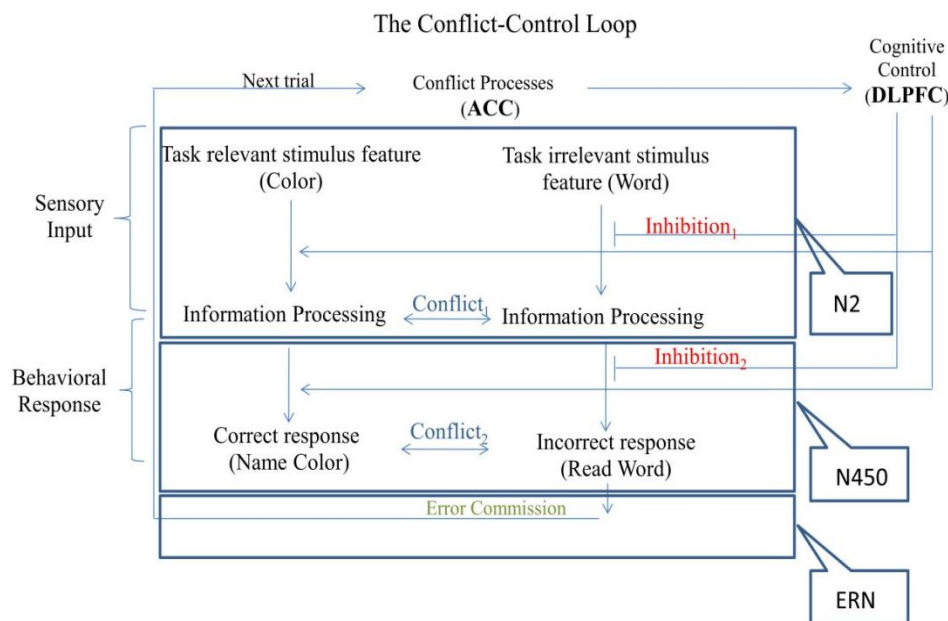 The Conflict-Control Loop
Next trial
Conflict Processes
(ACC)
Cognitive
Control
(DLPFC)
Sensory
Input
Task relevant stimulus feature
(Color)
Task irrelevant stimulus
feature (Word)
Inhibition1
Information Processing
Conflict1
Information Processing
N2
Behavioral
Response
Inhibition2
Correct response
(Name Color)
Conflict2
Incorrect response
(Read Word)
N450
Error Commission
ERN